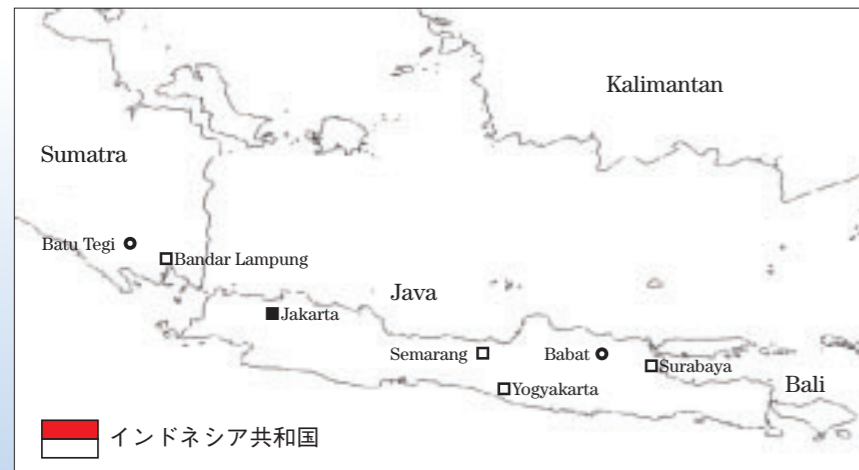 Kalimantan
Sumatra
Batu Tegi
Bandar Lampung
Java
Jakarta
Semarang
Babat
Surabaya
Bali
Yogyakarta
インドネシア共和国